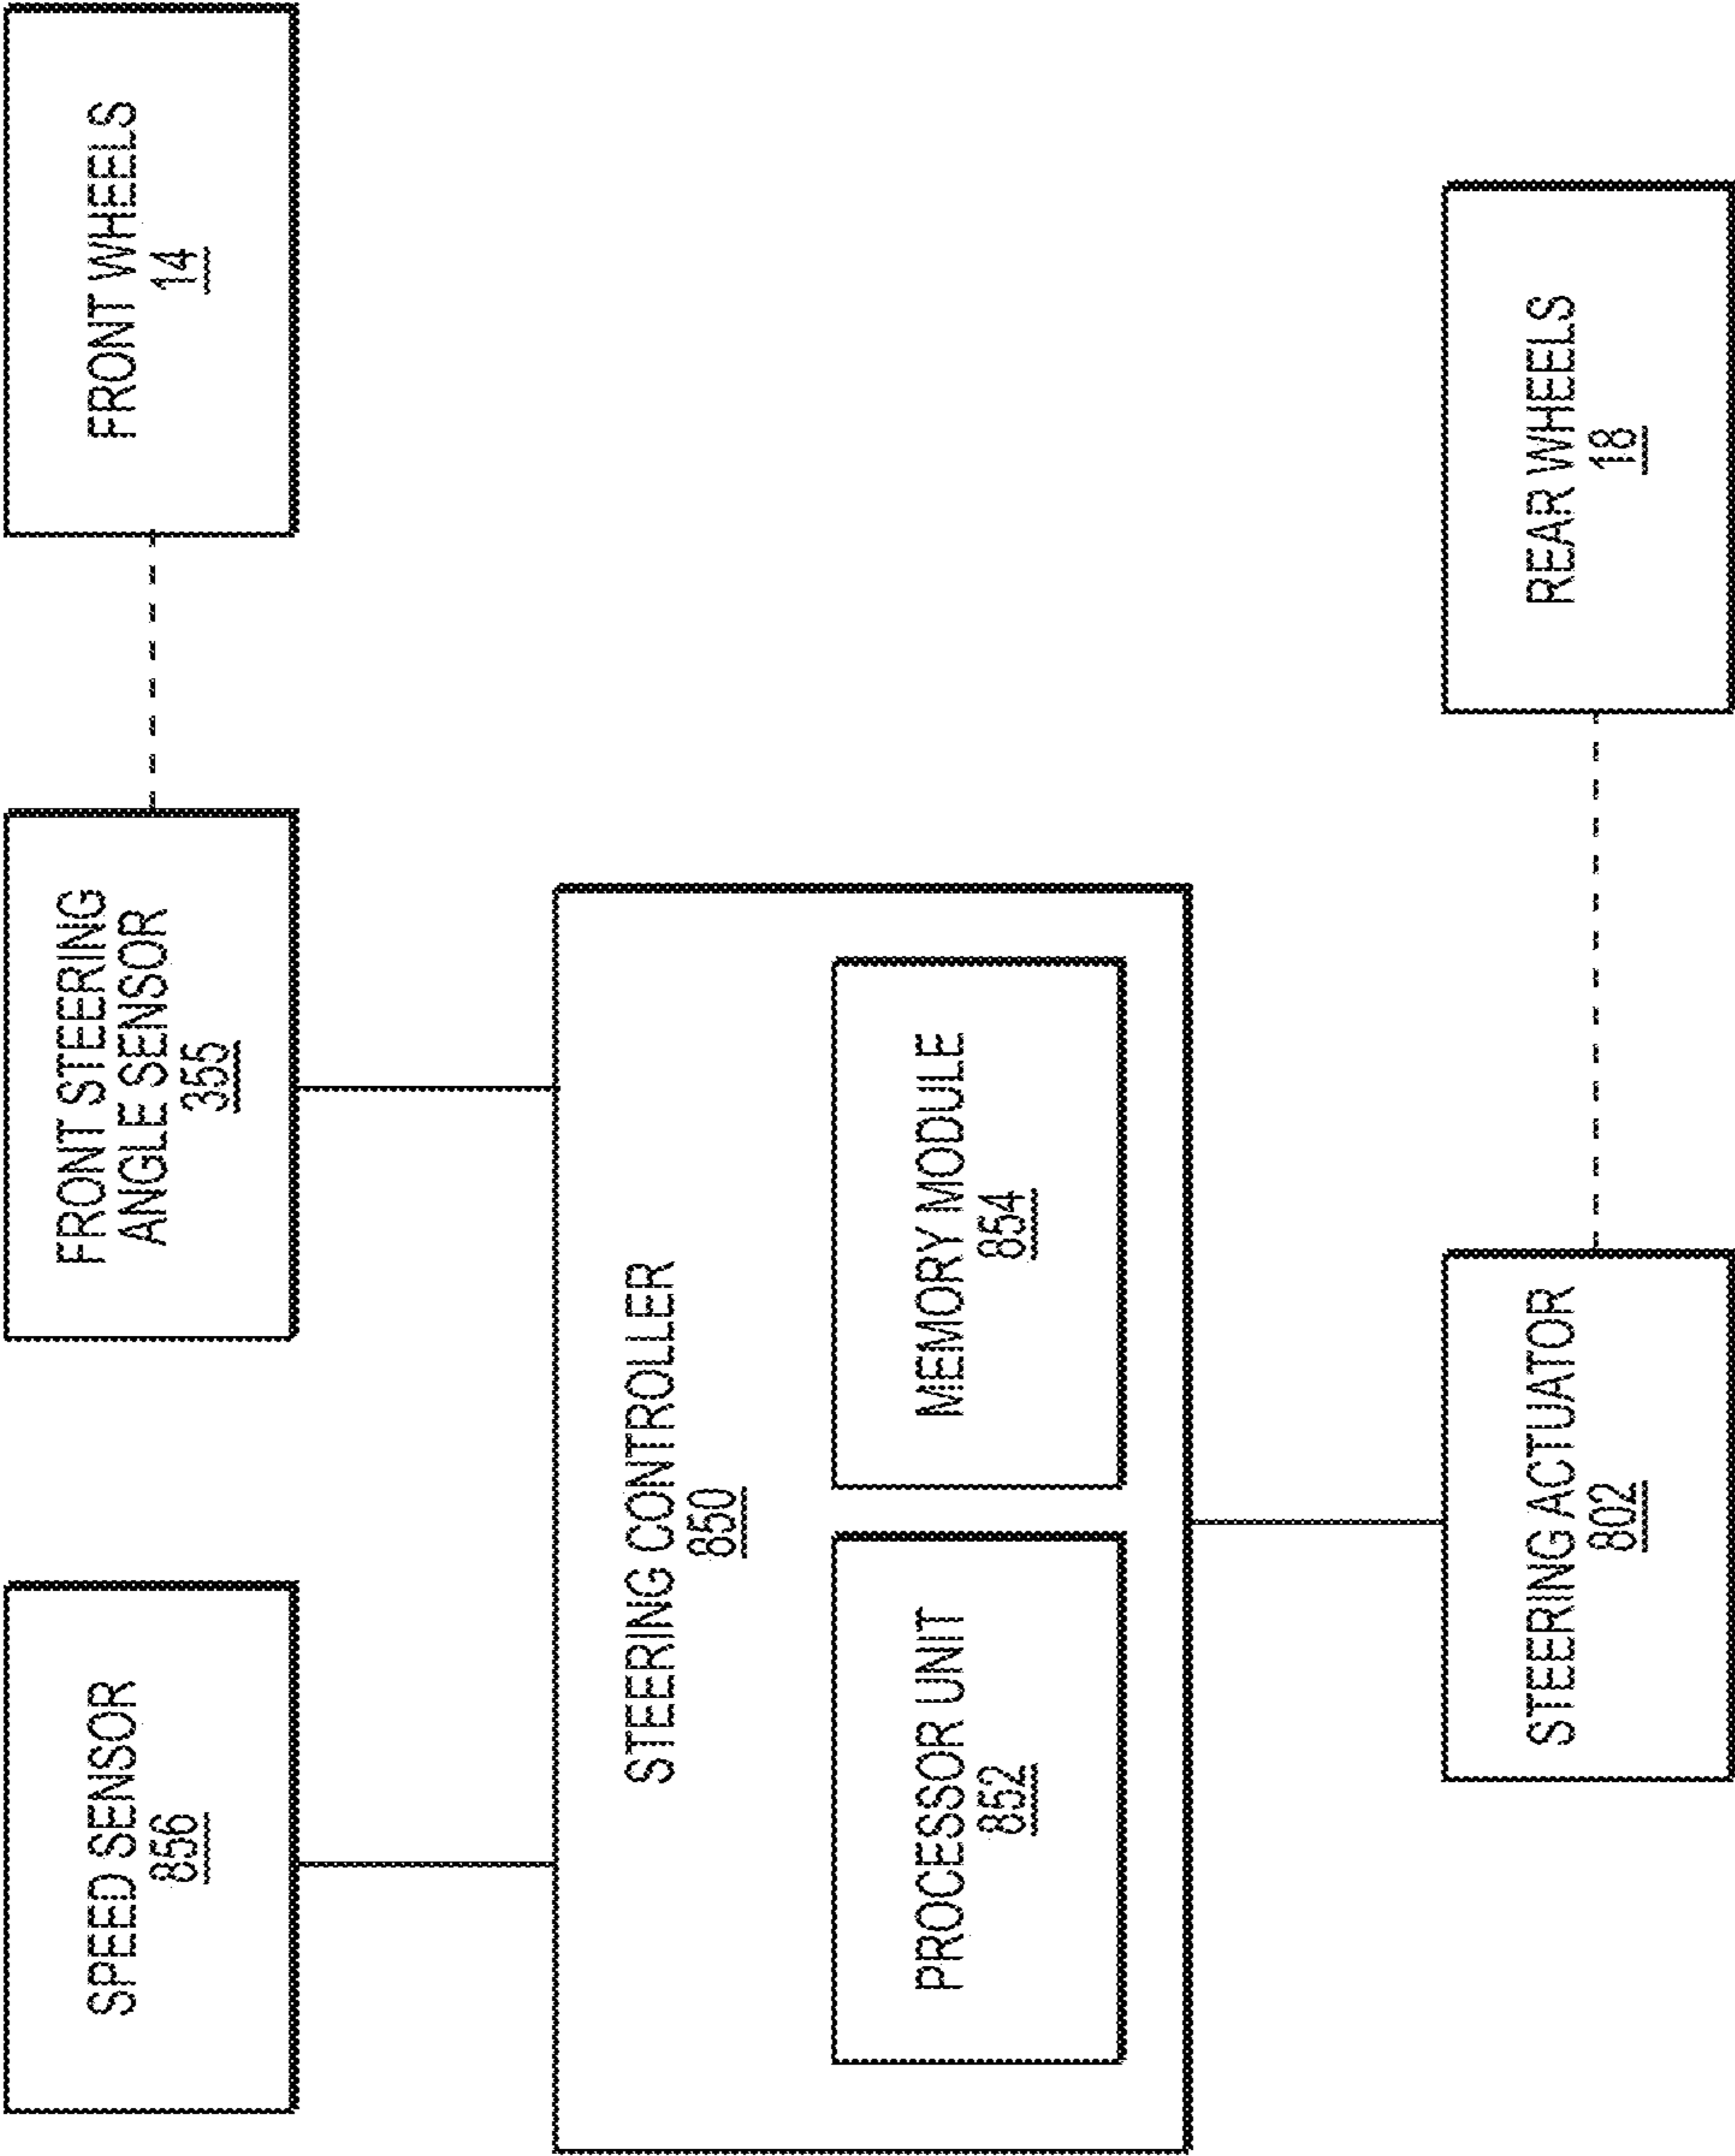 SPEED SENSOR
856
FRONT STEERING
ANGLE SENSOR
355
FRONT WHEELS
14
STEERING CONTROLLER
850
PROCESSOR UNIT
852
MEMORY MODULE
854
STEERING ACTUATOR
802
REAR WHEELS
18